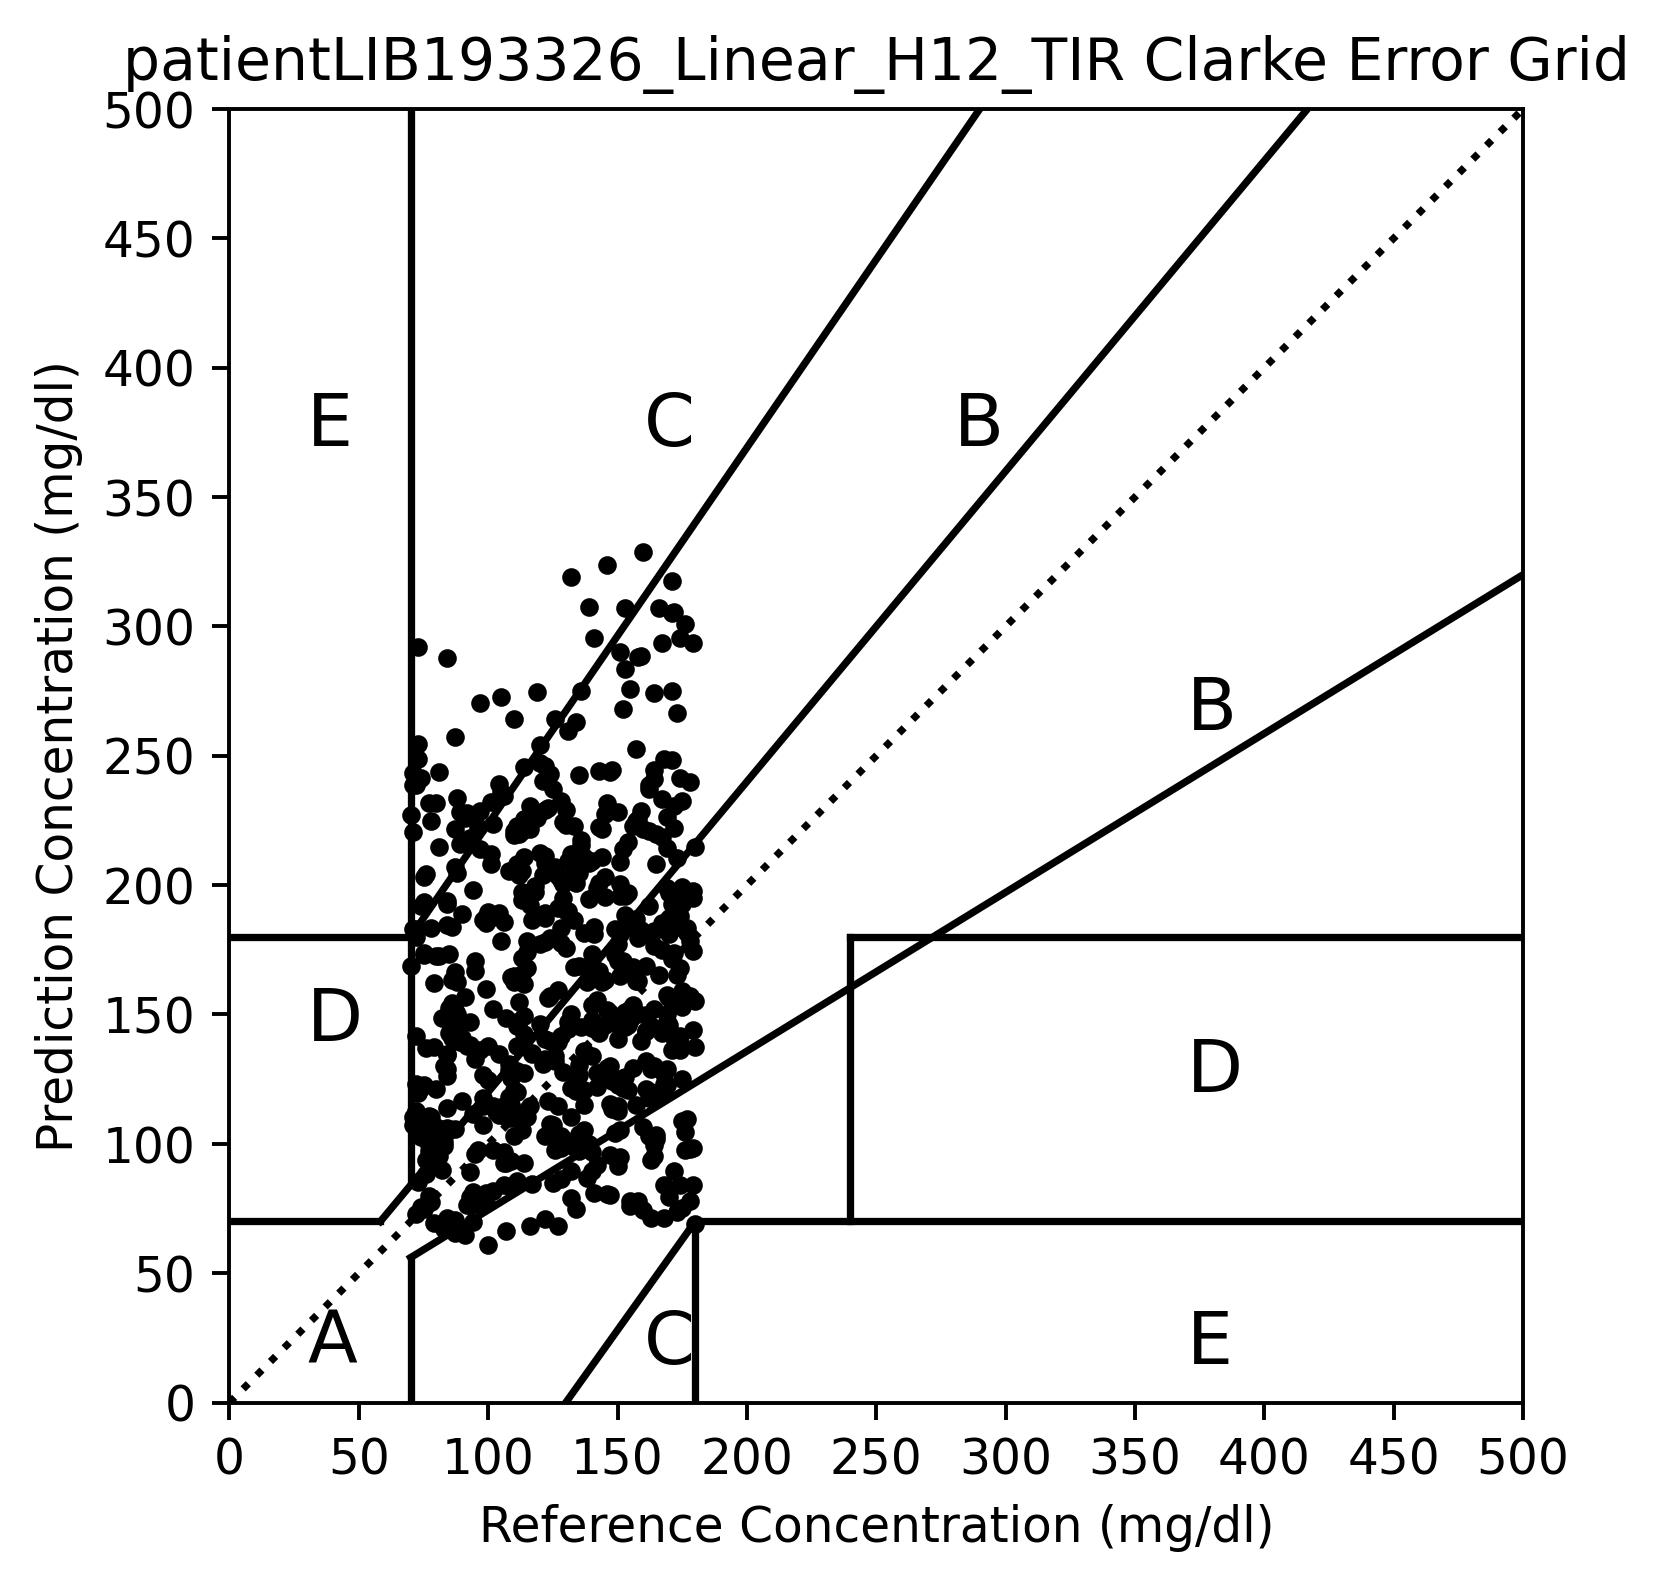 patientLIB193326_Linear_H12_TIR Clarke Error Grid
500
450
400
350
300
250
200
150
100
50
0
Prediction Concentration (mg/dl)
E
C
B
B
D
D
A
C
E
0 50 100 150 200 250 300 350 400 450 500
Reference Concentration (mg/dl)